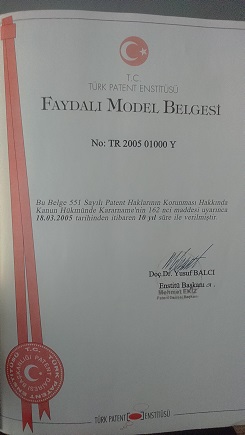 T.C.
TÜRK PATENT ENSTİTÜSÜ
FAYDALI MODEL BELGESİ
No: TR 2005 01000 Y
Bu Belge 551 Sayılı Patent Haklarının Korunması Hakkında
Kanun Hükmünde Kararname'nin 162 nci maddesi uyarınca
18.03.2005 tarihinden itibaren 10 yıl süre ile verilmiştir.
Doç.Dr. Yusuf BALCI
Enstitü Başkanı
TÜRK PATENT ENSTİTÜSÜ